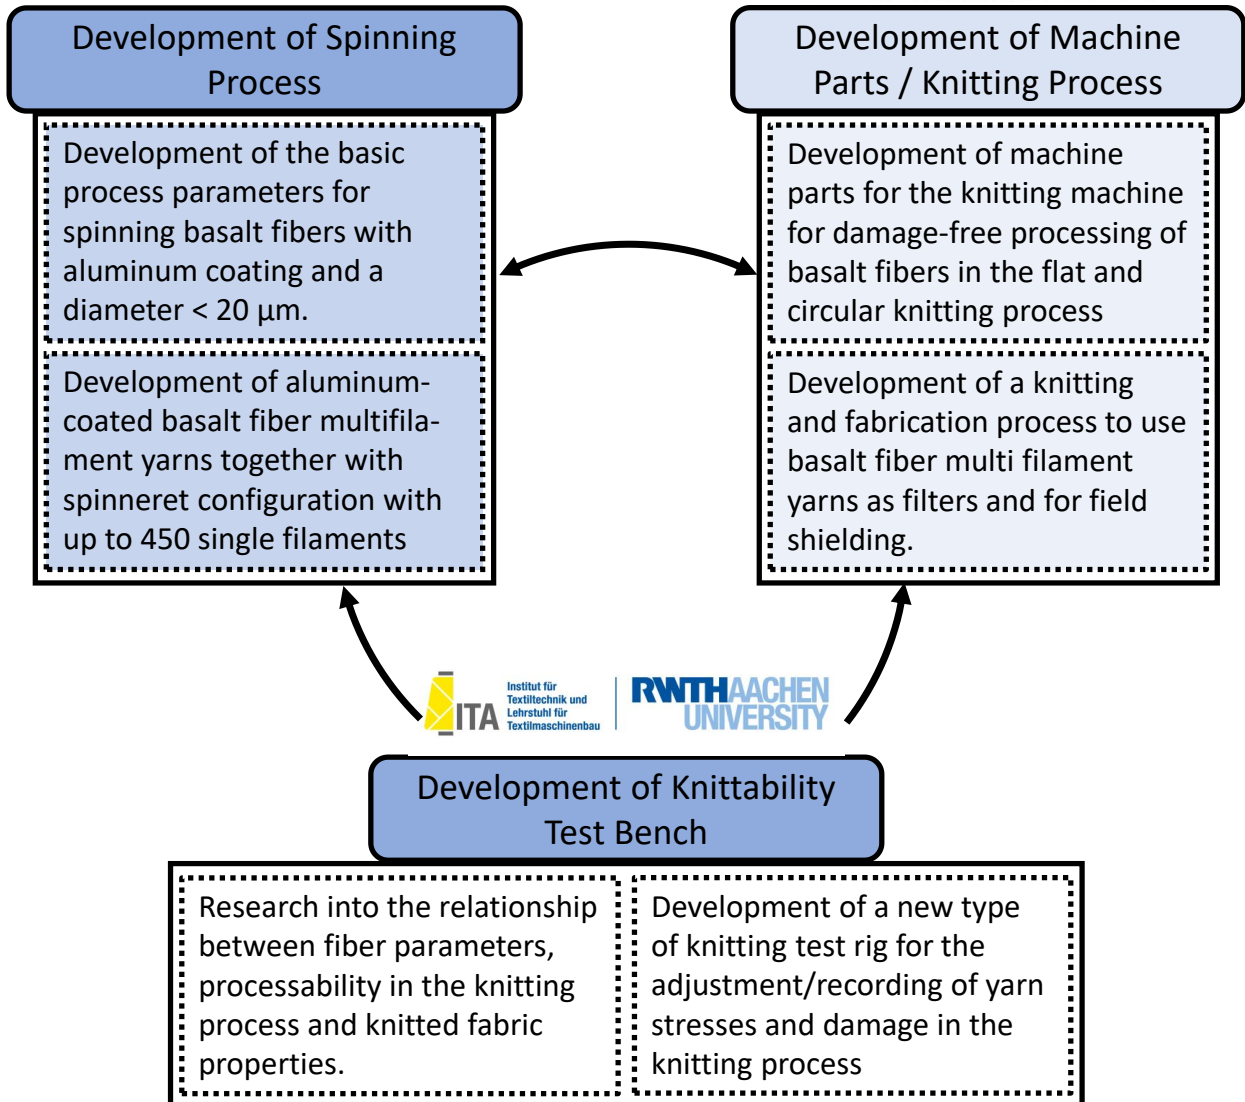 Development of Spinning
Process
Development of the basic
process parameters for
spinning basalt fibers with
aluminum coating and a
diameter < 20 µm.
Development of aluminum-
coated basalt fiber multifila-
ment yarns together with
spinneret configuration with
up to 450 single filaments
Development of Machine
Parts / Knitting Process
Development of machine
parts for the knitting machine
for damage-free processing of
basalt fibers in the flat and
circular knitting process
Development of a knitting
and fabrication process to use
basalt fiber multi filament
yarns as filters and for field
shielding.
ITA
Institut für
Textiltechnik und
Lehrstuhl für
Textilmaschinenbau
RWTHAACHEN
UNIVERSITY
Development of Knittability
Test Bench
Research into the relationship
between fiber parameters,
processability in the knitting
process and knitted fabric
properties.
Development of a new type
of knitting test rig for the
adjustment/recording of yarn
stresses and damage in the
knitting process